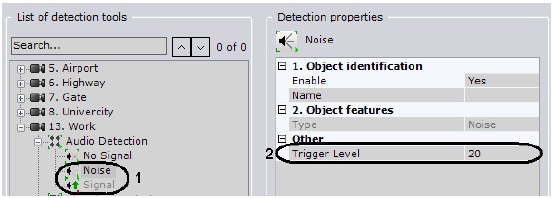 List of detection tools
Search...
0 of 0
5. Airport
6. Highway
7. Gate
8. Univercity
13. Work
Audio Detection
No Signal
Noise
Signal
1
Detection properties
Noise
1. Object identification
Enable Yes
Name
2. Object features
Type Noise
Other
2 Trigger Level 20